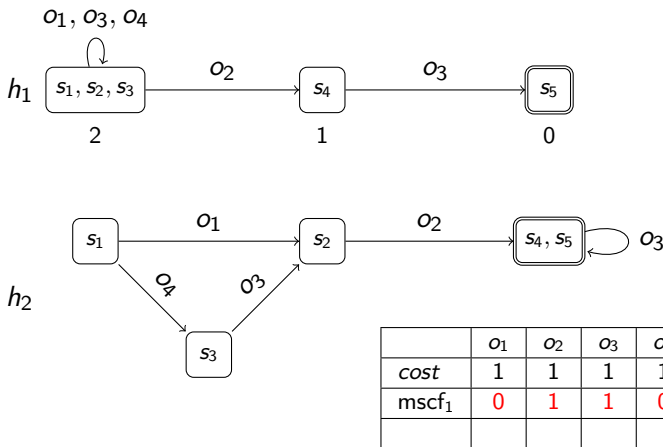 o₁, o₃, o₄
h₁ s₁, s₂, s₃ o₂ s₄ o₃ s₅
2 1 0
s₁ o₁ s₂ o₂ s₄, s₅ o₃
o₄ o₃
h₂
s₃
o₁ o₂ o₃
cost 1 1 1
mscf₁ 0 1 1